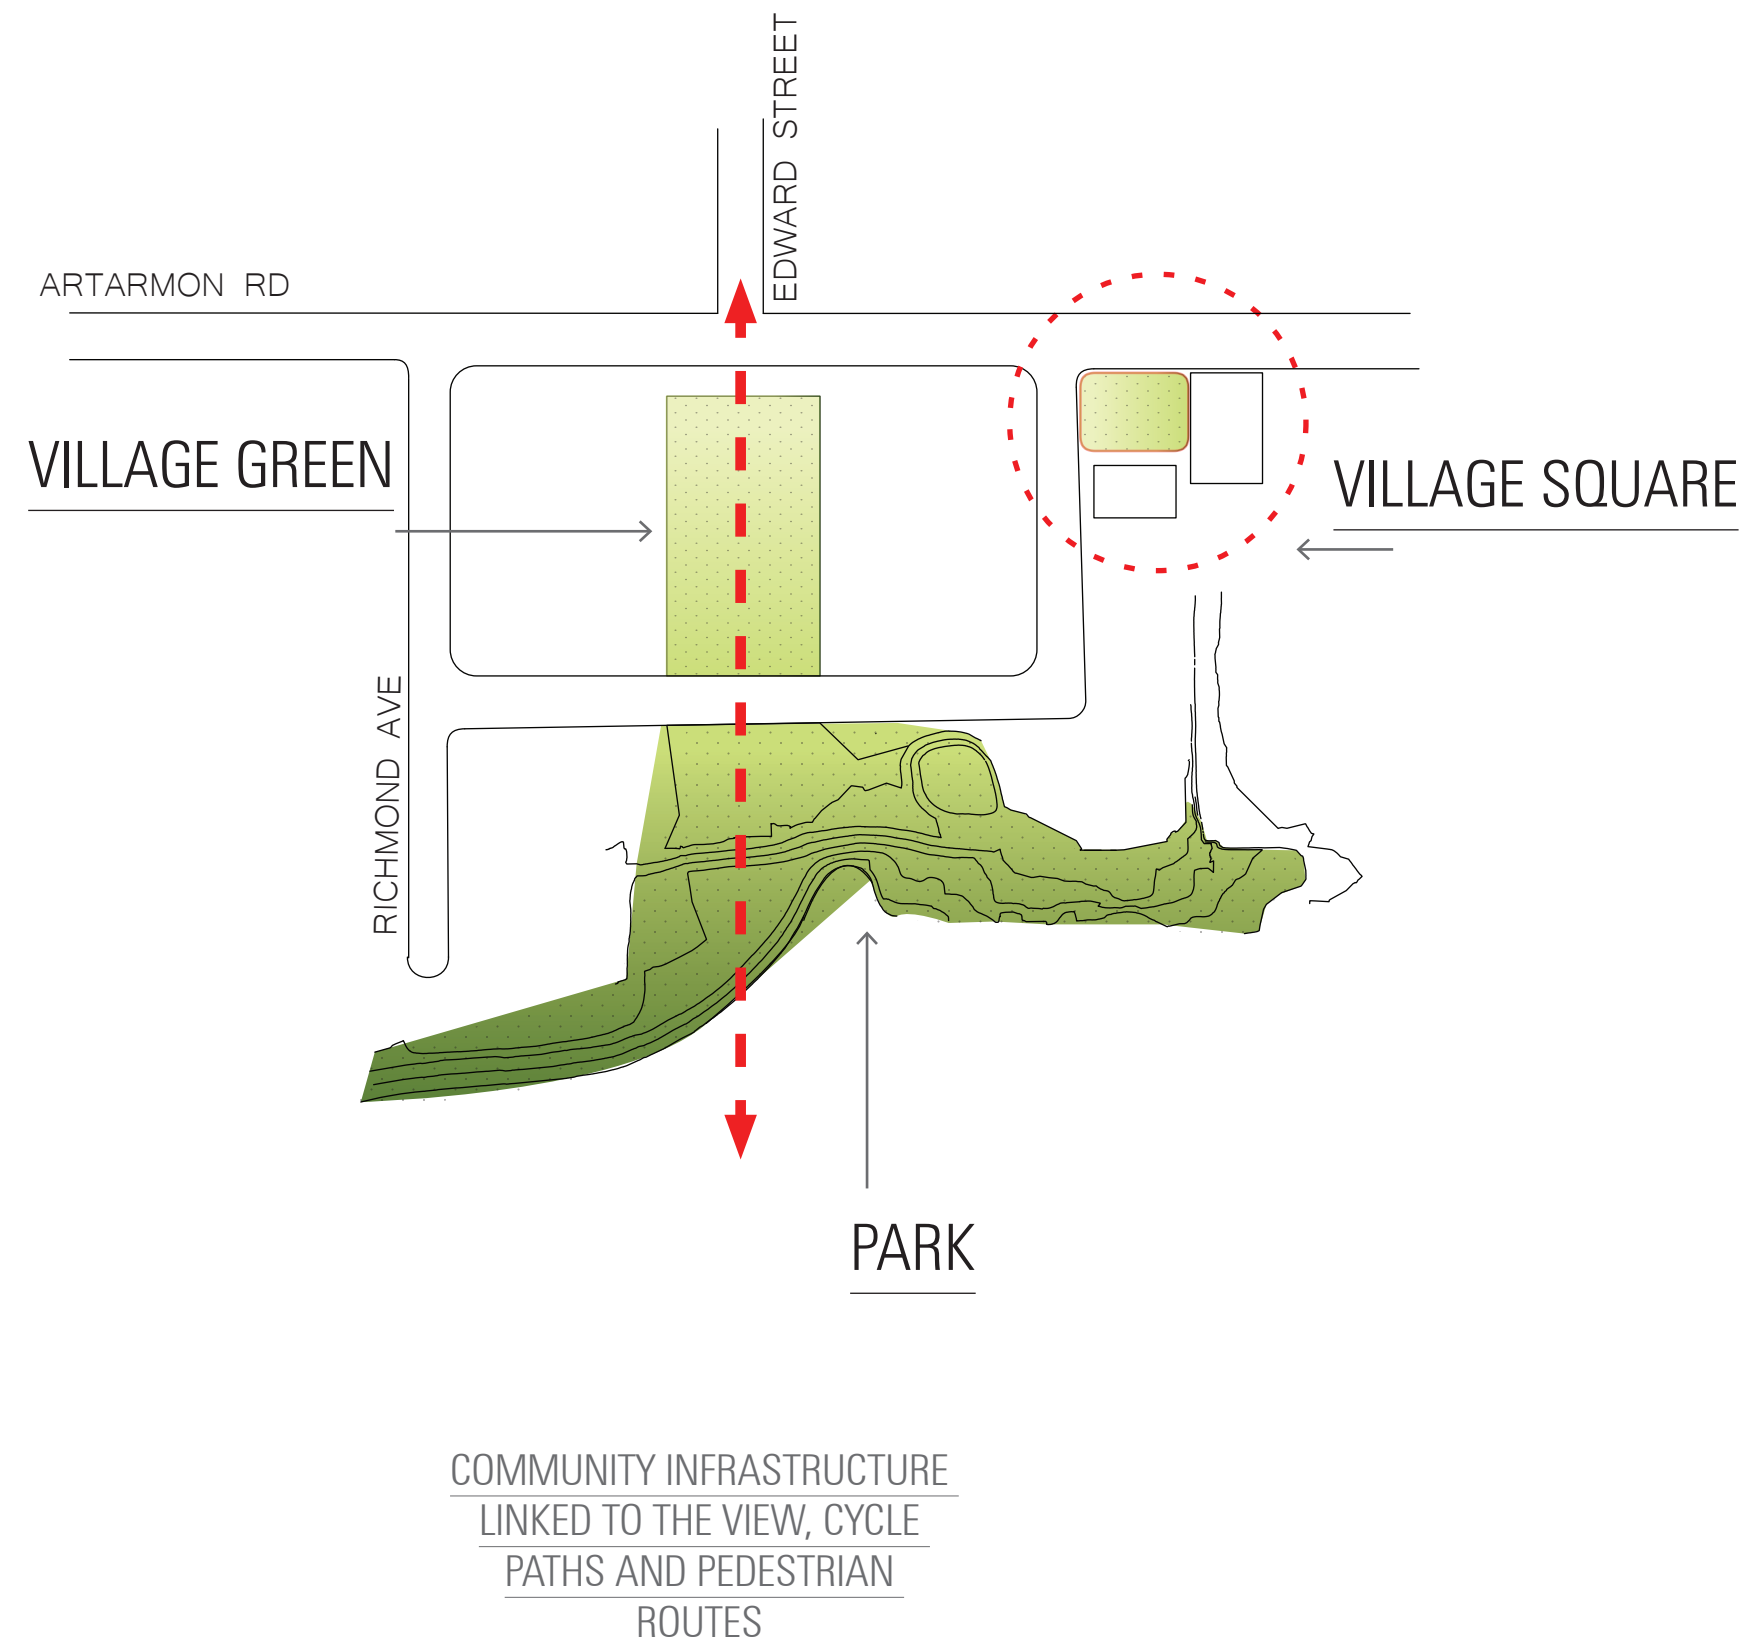 EDWARD STREET
ARTARMON RD
VILLAGE GREEN
VILLAGE SQUARE
RICHMOND AVE
PARK
COMMUNITY INFRASTRUCTURE
LINKED TO THE VIEW, CYCLE
PATHS AND PEDESTRIAN
ROUTES